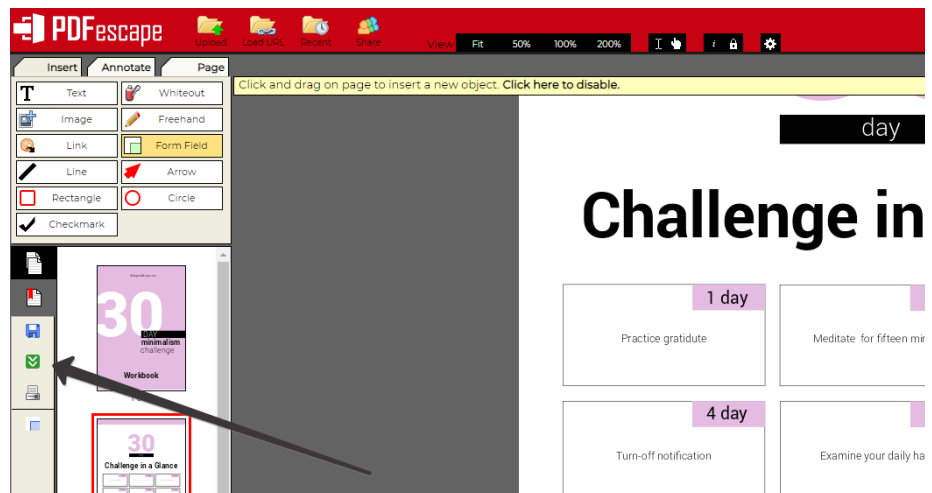 PDFescape
Upload Load URL Recent Share View Fit 50% 100% 200% i
Insert Annotate Page
Click and drag on page to insert a new object. Click here to disable.
T Text Whiteout
Image Freehand
Link Form Field
Line Arrow
Rectangle Circle
Checkmark
day
Challenge in
30
DAY
minimalism
challenge
Workbook
30
Challenge in a Glance
1 day
Practice gratidute
Meditate for fifteen min
4 day
Turn-off notification
Examine your daily ha